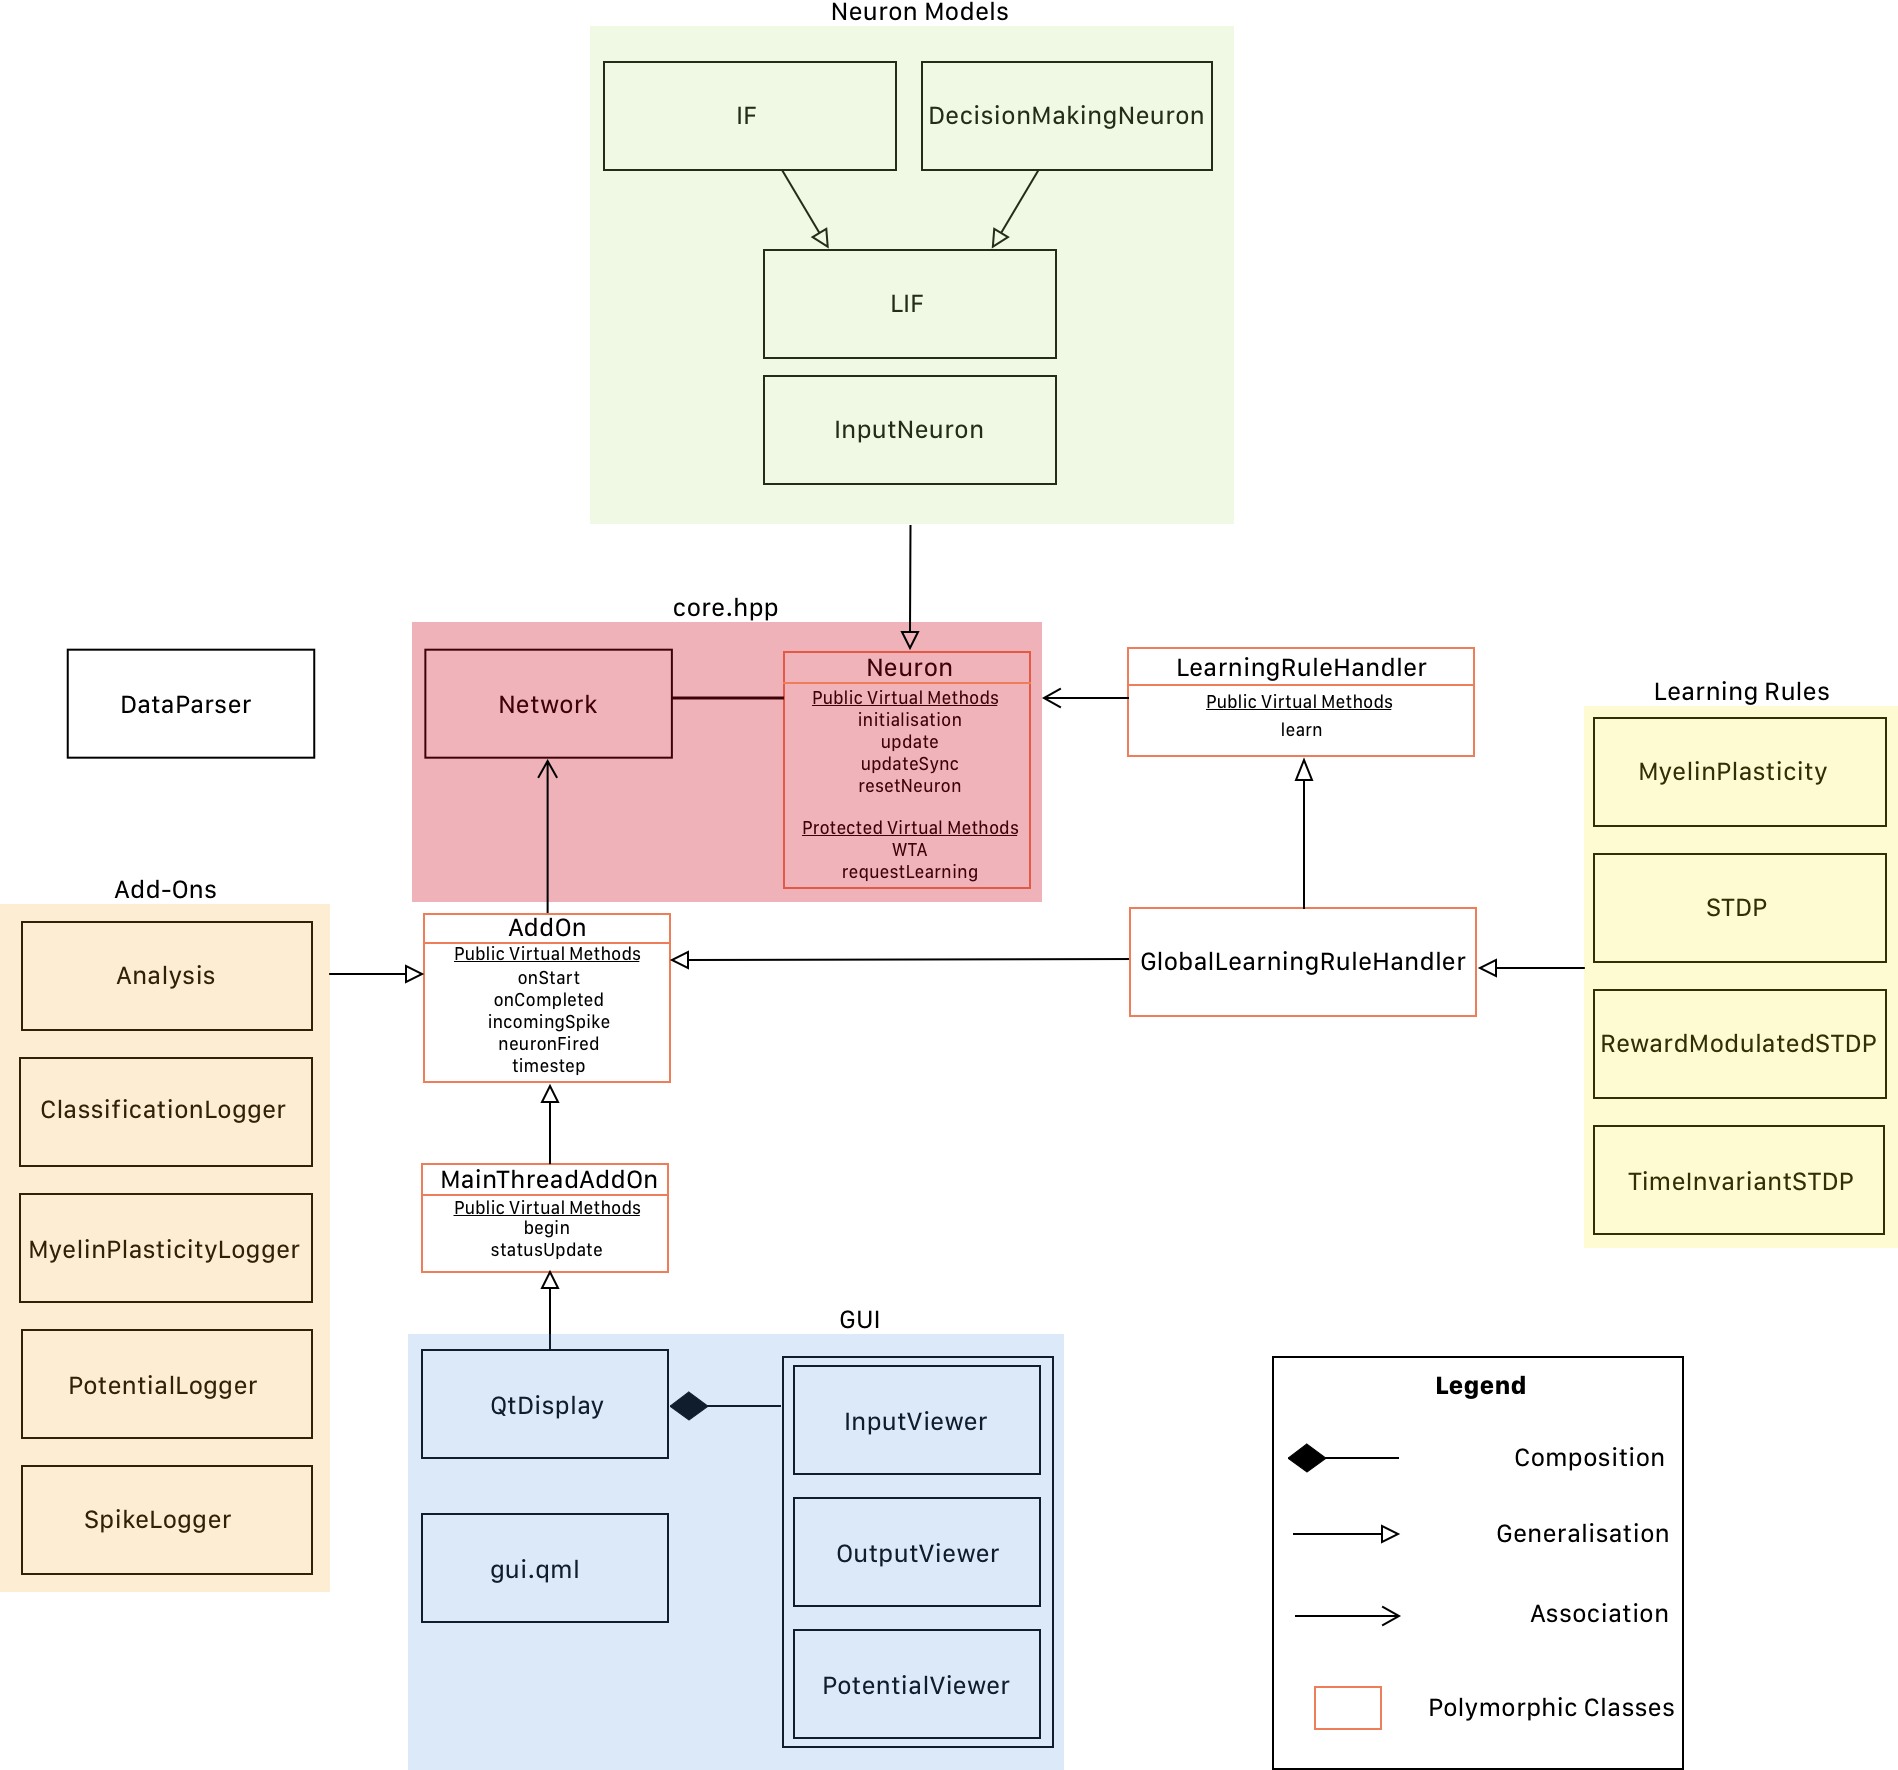 Neuron Models
IF
DecisionMakingNeuron
LIF
InputNeuron
core.hpp
DataParser
Network
Neuron
Public Virtual Methods
initialisation
update
updateSync
resetNeuron
Protected Virtual Methods
WTA
requestLearning
LearningRuleHandler
Public Virtual Methods
learn
Learning Rules
MyelinPlasticity
STDP
RewardModulatedSTDP
TimeInvariantSTDP
GlobalLearningRuleHandler
Add-Ons
Analysis
ClassificationLogger
MyelinPlasticityLogger
PotentialLogger
SpikeLogger
AddOn
Public Virtual Methods
onStart
onCompleted
incomingSpike
neuronFired
timestep
MainThreadAddOn
Public Virtual Methods
begin
statusUpdate
GUI
QtDisplay
gui.qml
InputViewer
OutputViewer
PotentialViewer
Legend
Composition
Generalisation
Association
Polymorphic Classes